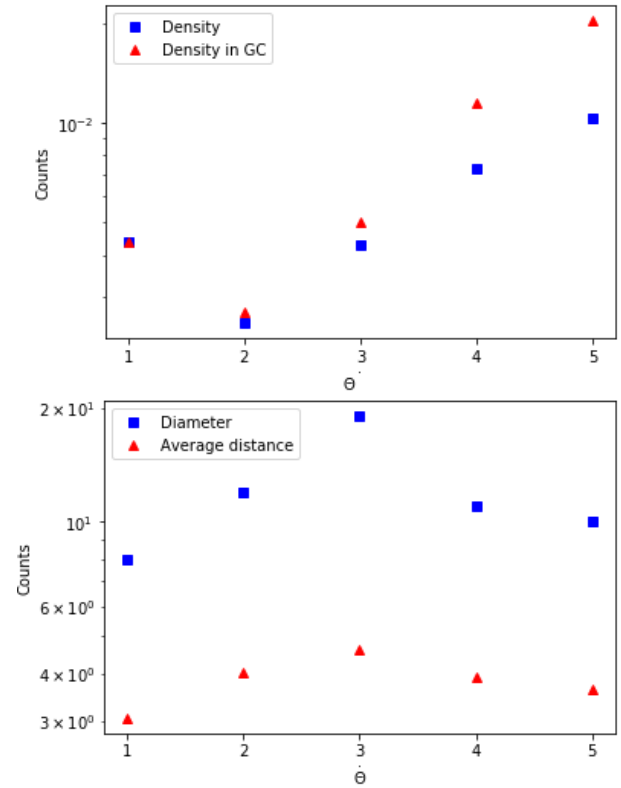 Density
Density in GC
10⁻²
Counts
1 2 3 4 5
Θ̇
2 × 10¹
Diameter
Average distance
10¹
Counts
6 × 10⁰
4 × 10⁰
3 × 10⁰
1 2 3 4 5
Θ̇